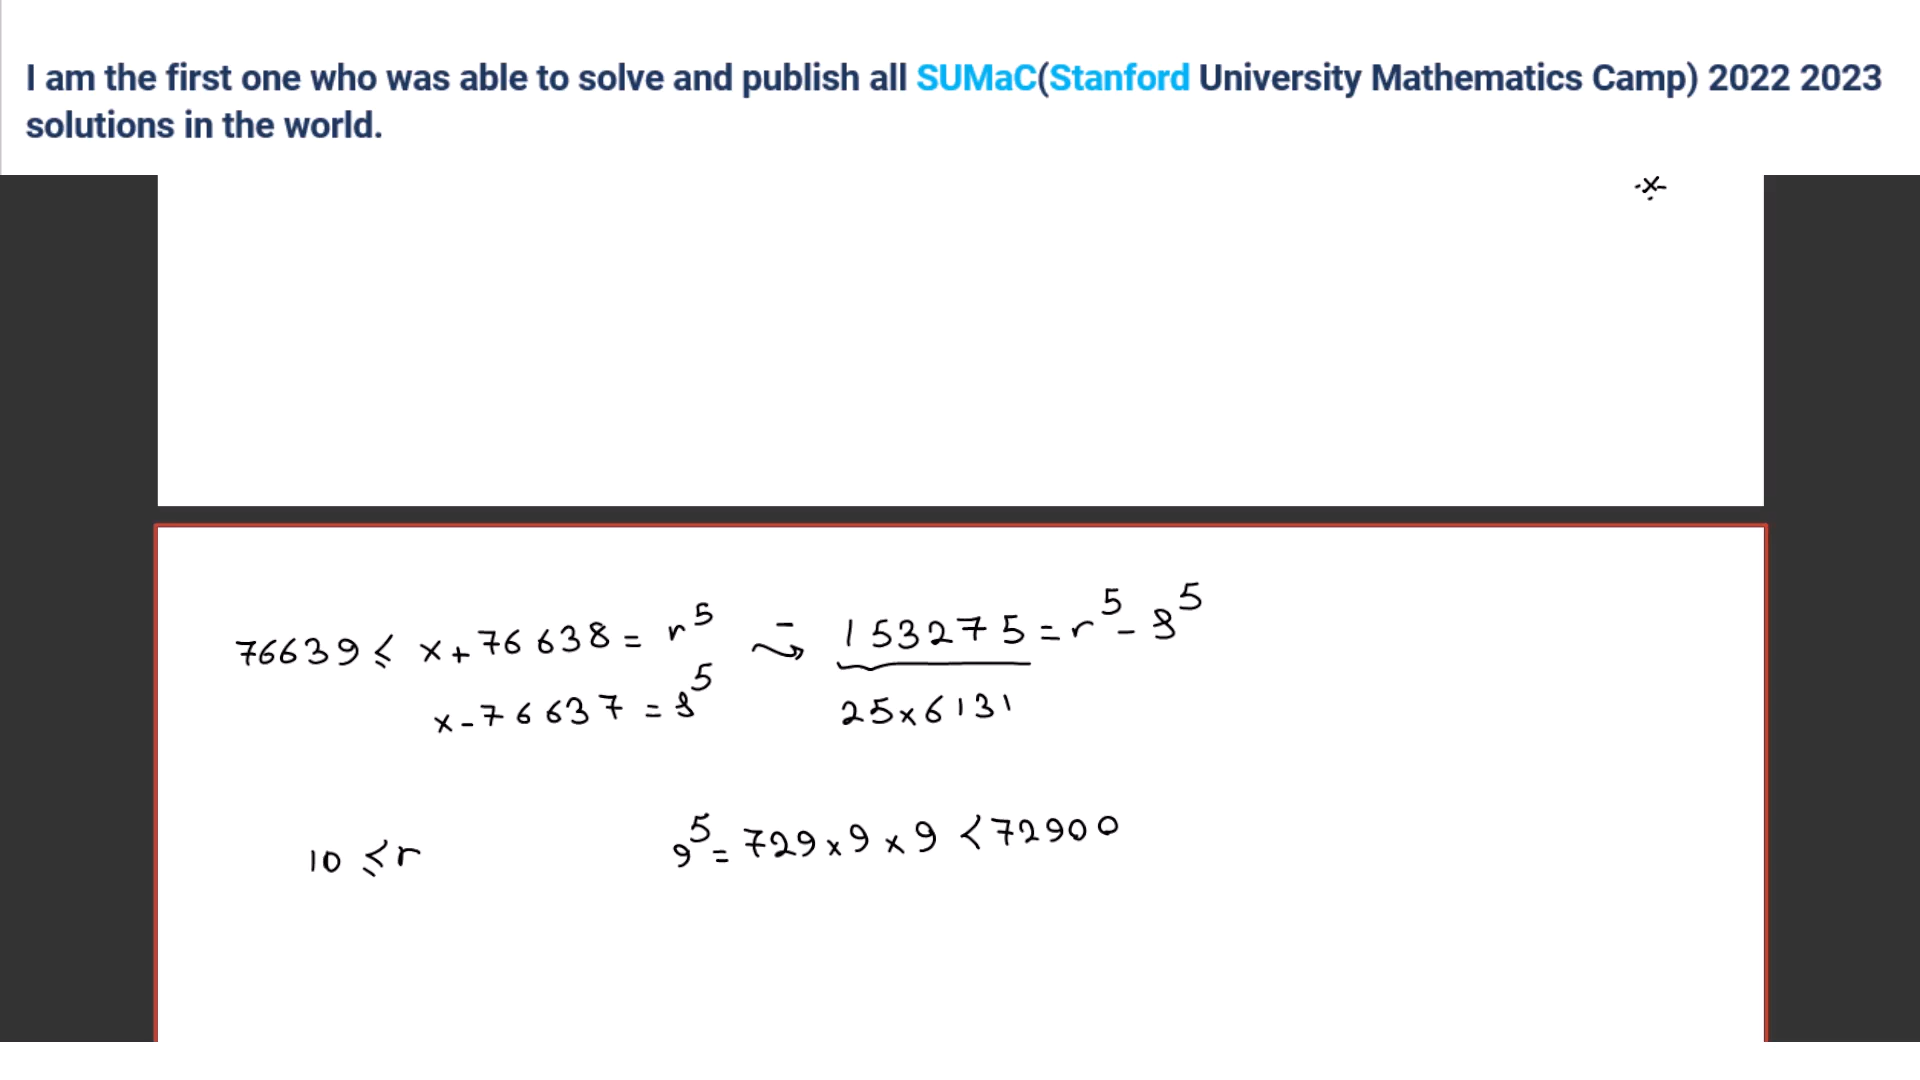 I am the first one who was able to solve and publish all SUMaC(Stanford University Mathematics Camp) 2022 2023
solutions in the world.
76639 ≤ x + 76638 = r⁵ ⤳ 153275 = r⁵ - s⁵
x - 76637 = s⁵ 25 × 6131
10 ≤ r 9⁵ = 729 × 9 × 9 < 72900